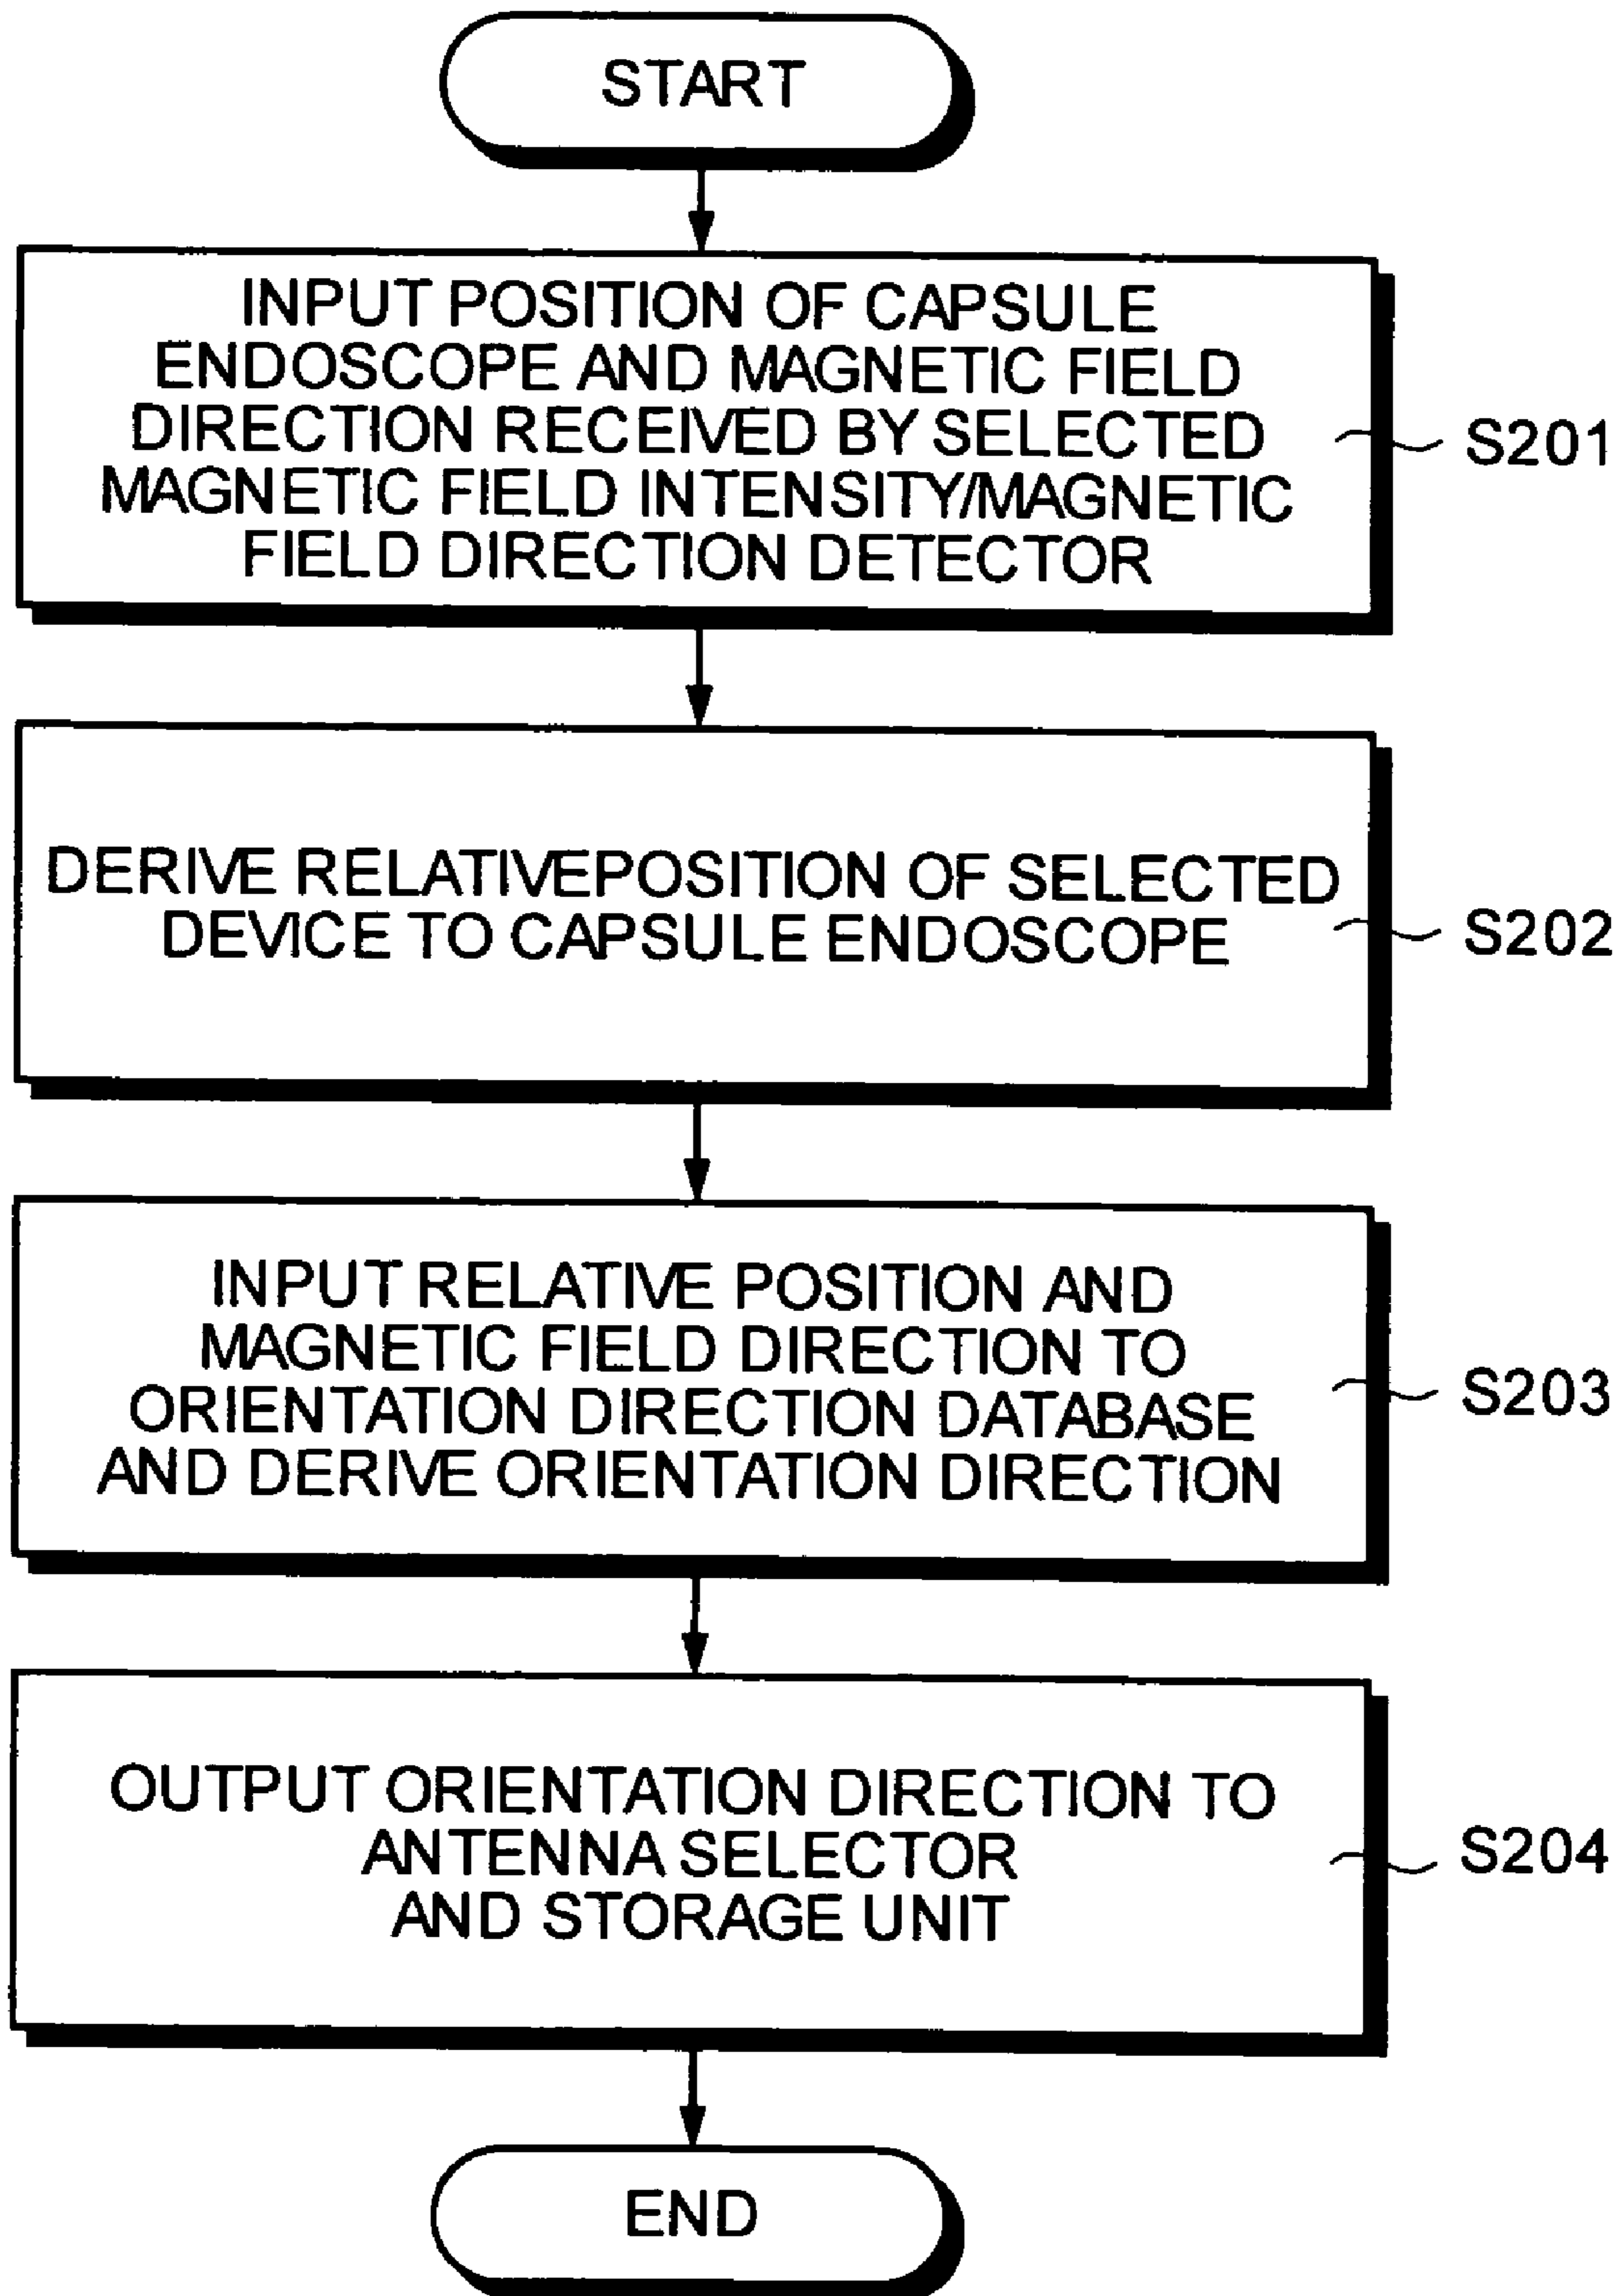 START
INPUT POSITION OF CAPSULE
ENDOSCOPE AND MAGNETIC FIELD
DIRECTION RECEIVED BY SELECTED
MAGNETIC FIELD INTENSITY/MAGNETIC
FIELD DIRECTION DETECTOR
S201
DERIVE RELATIVEPOSITION OF SELECTED
DEVICE TO CAPSULE ENDOSCOPE
S202
INPUT RELATIVE POSITION AND
MAGNETIC FIELD DIRECTION TO
ORIENTATION DIRECTION DATABASE
AND DERIVE ORIENTATION DIRECTION
S203
OUTPUT ORIENTATION DIRECTION TO
ANTENNA SELECTOR
AND STORAGE UNIT
S204
END